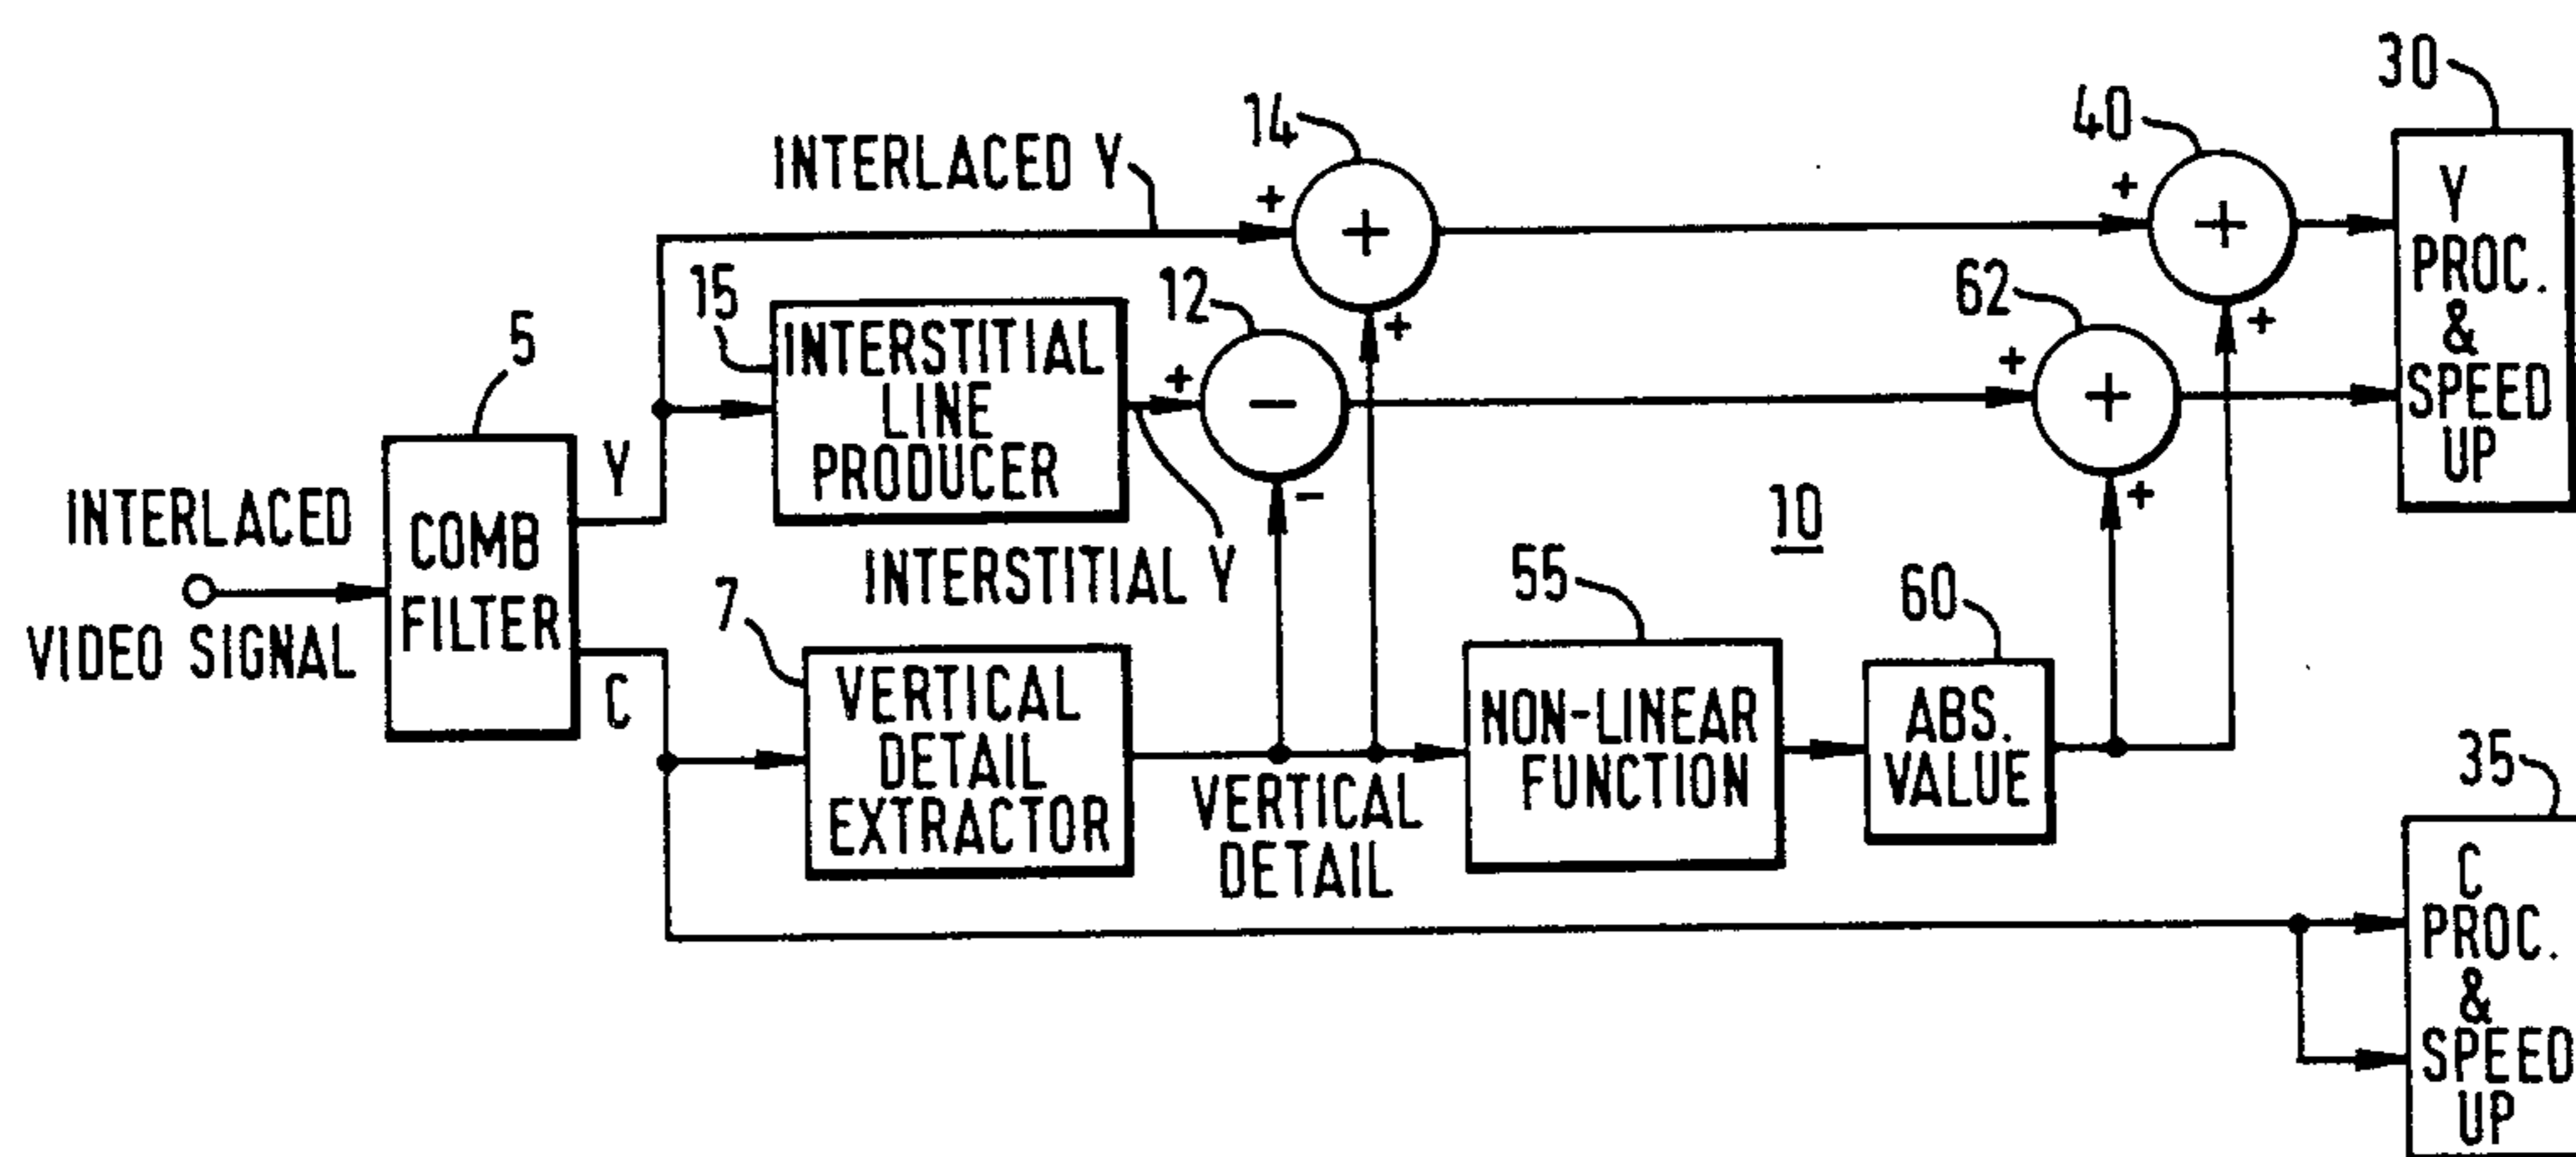 30
14
40
INTERLACED Y
+
+
+
+
Y
PROC.
&
SPEED
UP
+
+
15
INTERSTITIAL
LINE
PRODUCER
12
62
+
-
-
+
+
+
5
Y
INTERLACED
VIDEO SIGNAL
COMB
FILTER
C
INTERSTITIAL Y
10
7
VERTICAL
DETAIL
EXTRACTOR
VERTICAL
DETAIL
55
NON-LINEAR
FUNCTION
60
ABS.
VALUE
35
C
PROC.
&
SPEED
UP